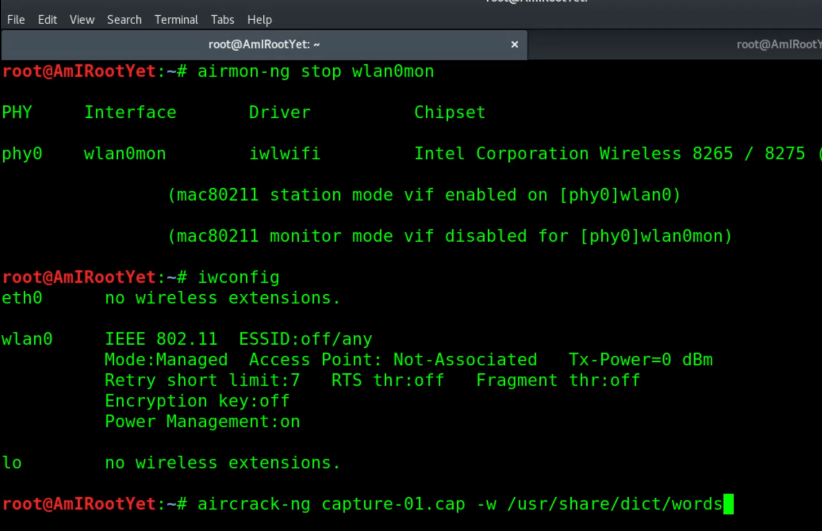 File Edit View Search Terminal Tabs Help
root@AmIRootYet: ~ × root@AmIRootY
root@AmIRootYet:~# airmon-ng stop wlan0mon
PHY Interface Driver Chipset
phy0 wlan0mon iwlwifi Intel Corporation Wireless 8265 / 8275 (
(mac80211 station mode vif enabled on [phy0]wlan0)
(mac80211 monitor mode vif disabled for [phy0]wlan0mon)
root@AmIRootYet:~# iwconfig
eth0 no wireless extensions.
wlan0 IEEE 802.11 ESSID:off/any
Mode:Managed Access Point: Not-Associated Tx-Power=0 dBm
Retry short limit:7 RTS thr:off Fragment thr:off
Encryption key:off
Power Management:on
lo no wireless extensions.
root@AmIRootYet:~# aircrack-ng capture-01.cap -w /usr/share/dict/words